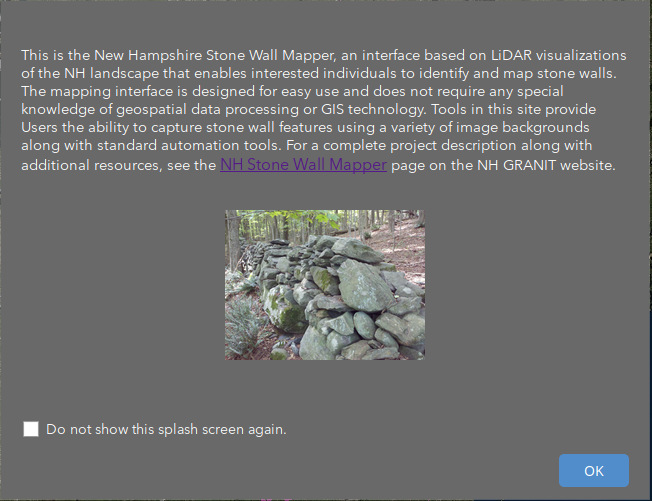 This is the New Hampshire Stone Wall Mapper, an interface based on LiDAR visualizations
of the NH landscape that enables interested individuals to identify and map stone walls.
The mapping interface is designed for easy use and does not require any special
knowledge of geospatial data processing or GIS technology. Tools in this site provide
Users the ability to capture stone wall features using a variety of image backgrounds
along with standard automation tools. For a complete project description along with
additional resources, see the NH Stone Wall Mapper page on the NH GRANIT website.
Do not show this splash screen again.
OK